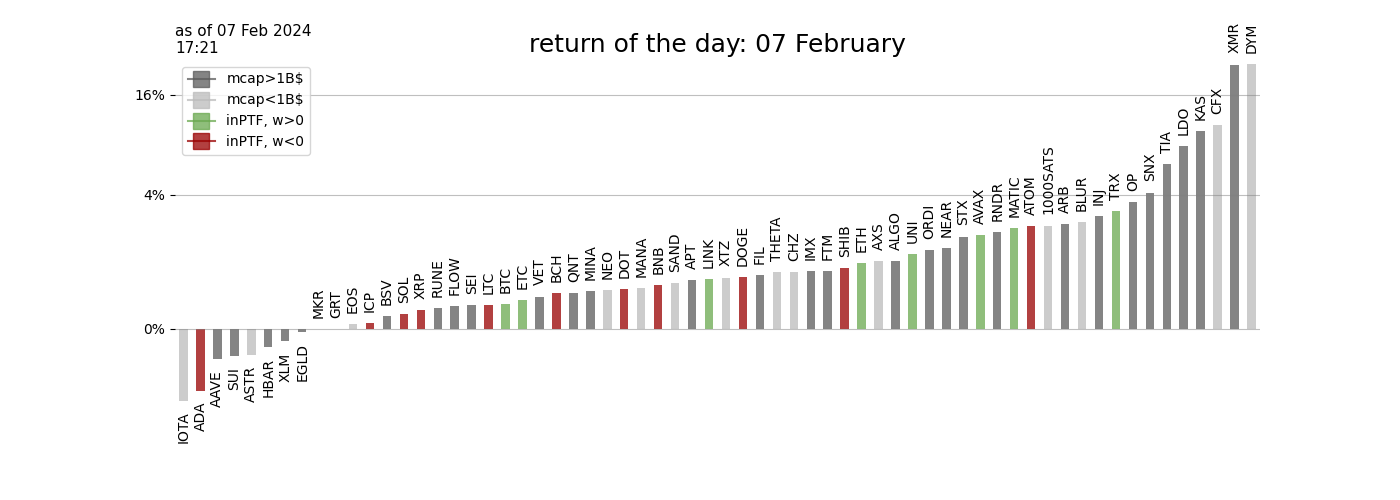 as of 07 Feb 2024
17:21
return of the day: 07 February
mcap>1B$
mcap<1B$
inPTF, w>0
inPTF, w<0
16%
4%
0%
IOTA
ADA
AAVE
SUI
ASTR
HBAR
XLM
EGLD
MKR
GRT
EOS
ICP
BSV
SOL
XRP
RUNE
FLOW
SEI
LTC
BTC
ETC
VET
BCH
QNT
MINA
NEO
DOT
MANA
BNB
SAND
APT
LINK
XTZ
DOGE
FIL
THETA
CHZ
IMX
FTM
SHIB
ETH
AXS
ALGO
UNI
ORDI
NEAR
STX
AVAX
RNDR
MATIC
ATOM
1000SATS
ARB
BLUR
INJ
TRX
OP
SNX
TIA
LDO
KAS
CFX
XMR
DYM